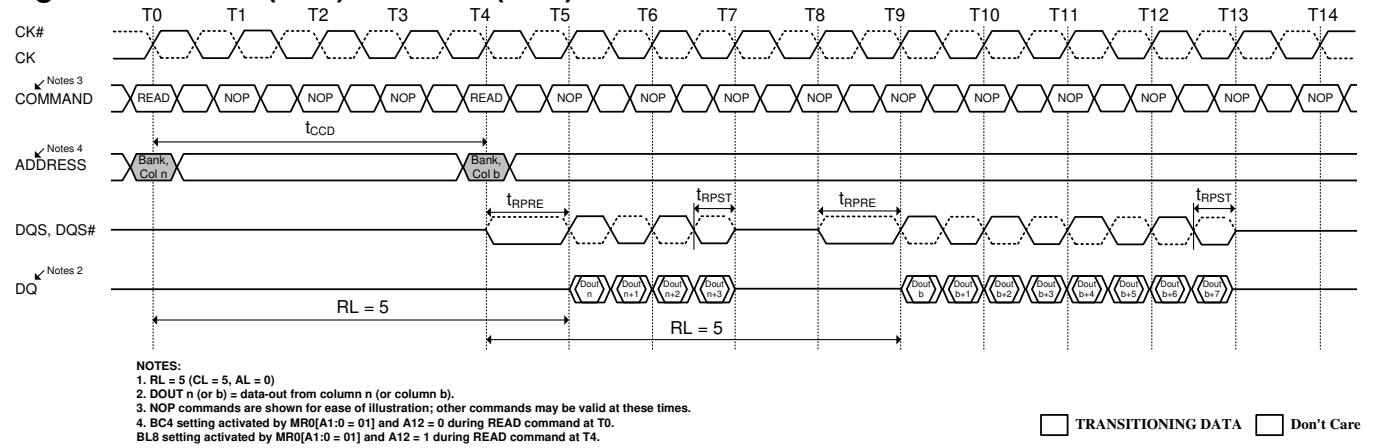 T0 T1 T2 T3 T4 T5 T6 T7 T8 T9 T10 T11 T12 T13 T14
CK#
CK
Notes 3
COMMAND READ NOP NOP NOP READ NOP NOP NOP NOP NOP NOP NOP NOP NOP NOP
tCCD
Notes 4
ADDRESS Bank, Col n Bank, Col b
tRPRE tRPST tRPRE tRPST
DQS, DQS#
Notes 2
DQ Dout n Dout n+1 Dout n+2 Dout n+3 Dout b Dout b+1 Dout b+2 Dout b+3 Dout b+4 Dout b+5 Dout b+6 Dout b+7
RL = 5
RL = 5
NOTES:
1. RL = 5 (CL = 5, AL = 0)
2. DOUT n (or b) = data-out from column n (or column b).
3. NOP commands are shown for ease of illustration; other commands may be valid at these times.
4. BC4 setting activated by MR0[A1:0 = 01] and A12 = 0 during READ command at T0.
BL8 setting activated by MR0[A1:0 = 01] and A12 = 1 during READ command at T4.
TRANSITIONING DATA Don't Care